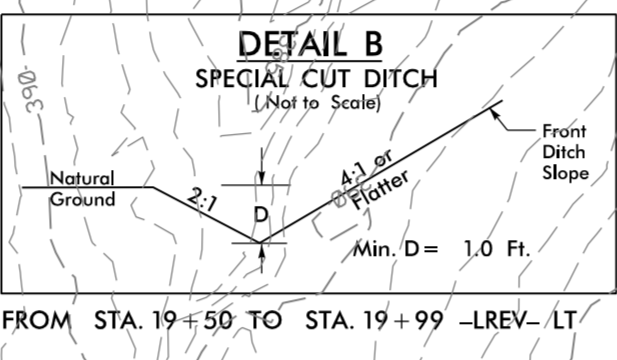 DETAIL B
SPECIAL CUT DITCH
( Not to Scale)
390
Natural
Ground
2:1
D
4:1 or
Flatter
Front
Ditch
Slope
Min. D = 1.0 Ft.
FROM STA. 19+50 TO STA. 19+99 -LREV- LT